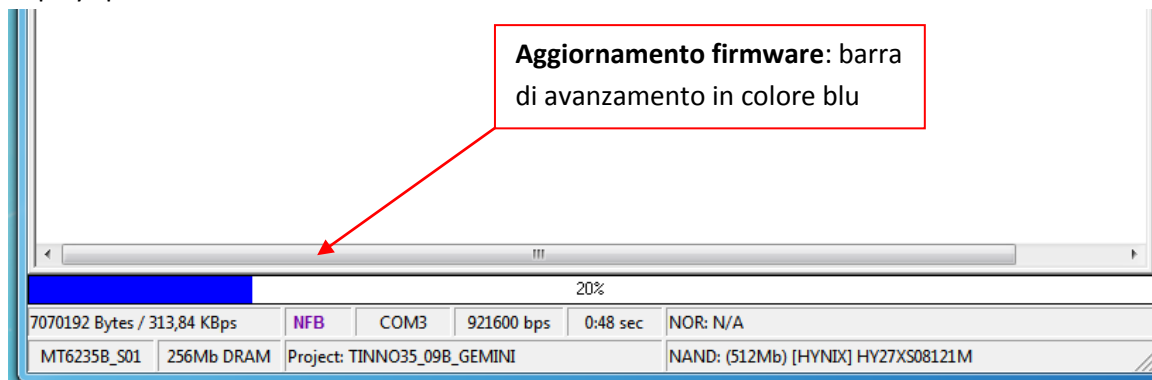 Aggiornamento firmware: barra
di avanzamento in colore blu
20%
7070192 Bytes / 313,84 KBps NFB COM3 921600 bps 0:48 sec NOR: N/A
MT6235B_S01 256Mb DRAM Project: TINNO35_09B_GEMINI NAND: (512Mb) [HYNIX] HY27XS08121M